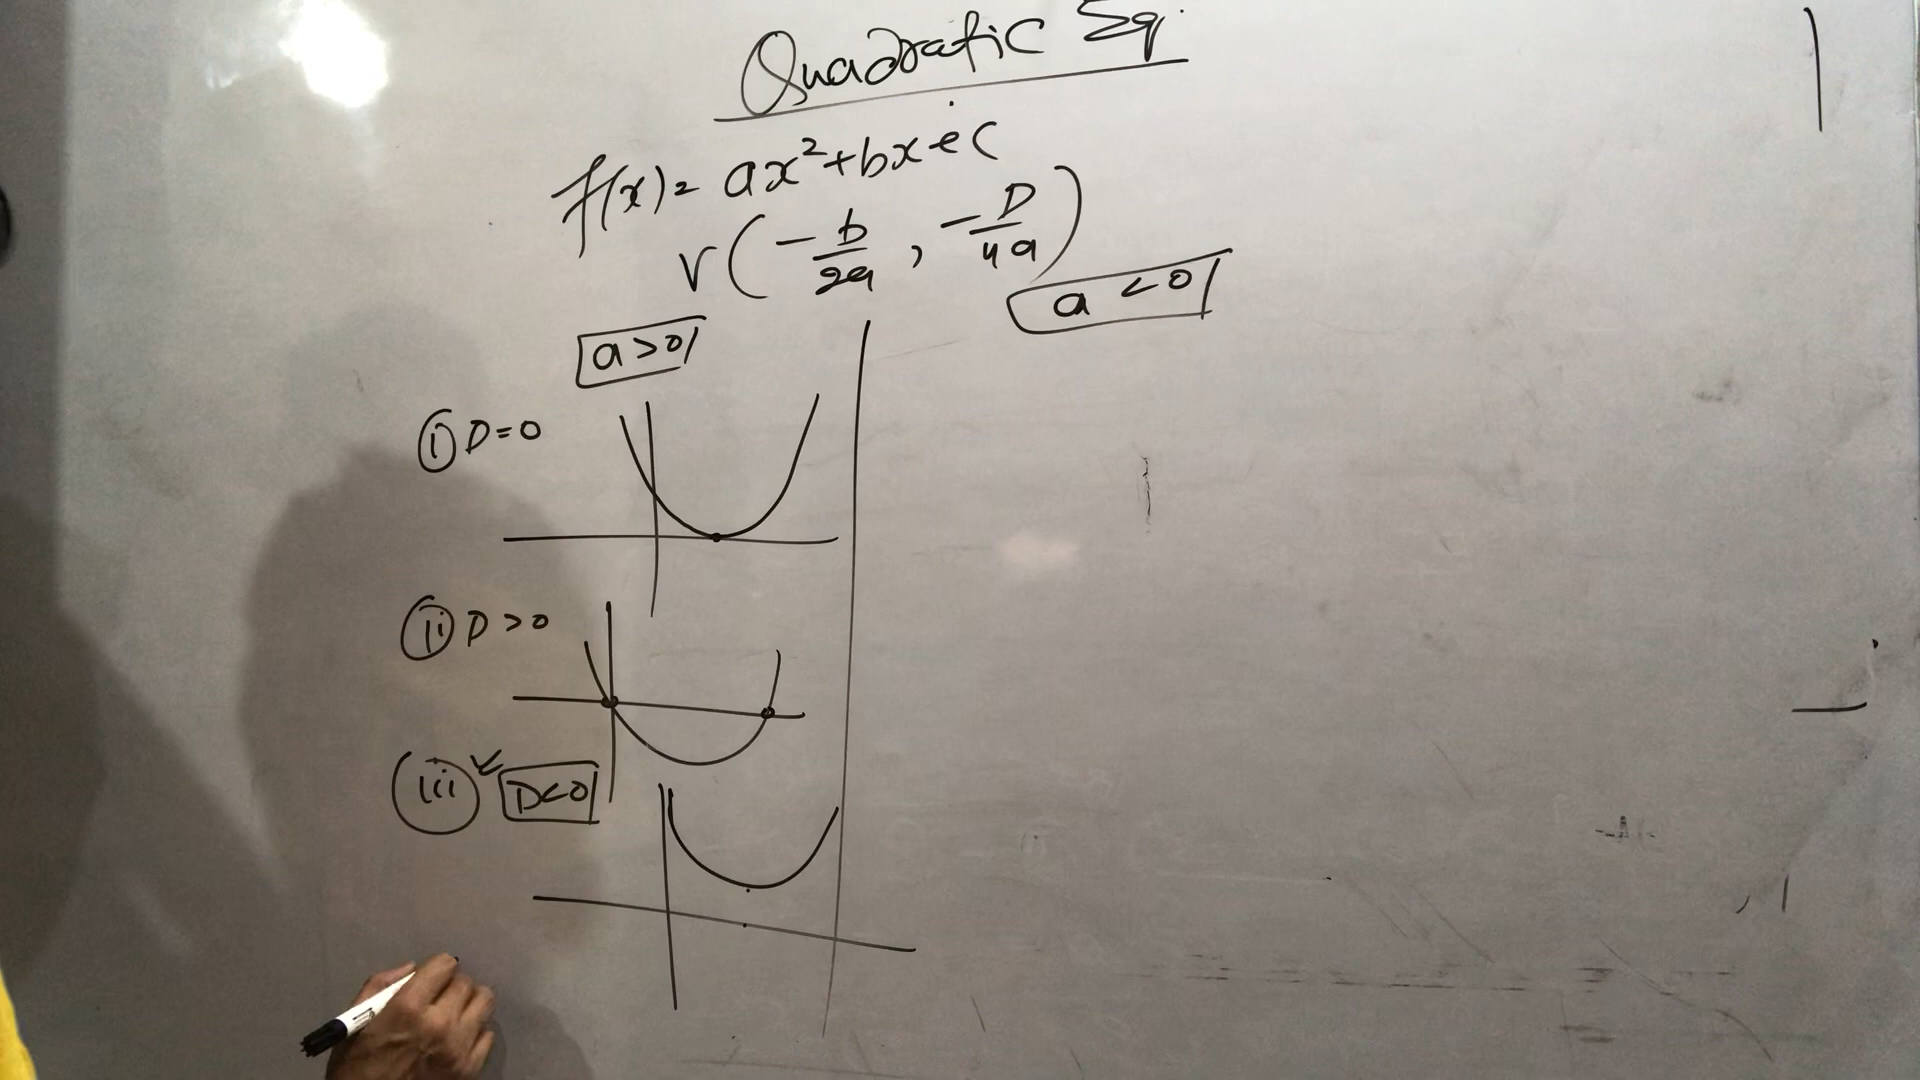 Quadratic Eq.
f(x) = ax²+bx+c
V(-b/2a, -D/4a)
a<0
a>0
(i) D=0
(ii) D>0
(iii) D<0